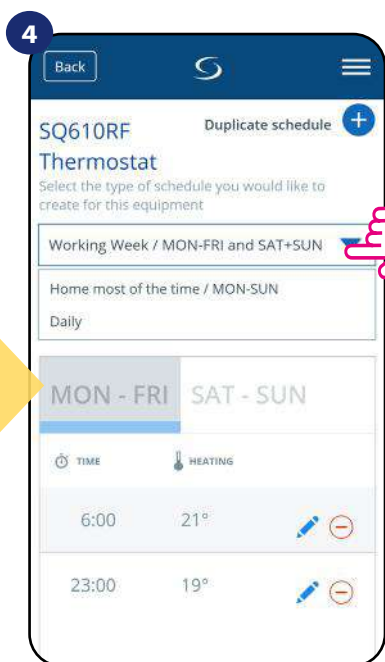 4
Back
SQ610RF
Thermostat
Duplicate schedule +
Select the type of schedule you would like to
create for this equipment
Working Week / MON-FRI and SAT+SUN
Home most of the time / MON-SUN
Daily
MON - FRI SAT - SUN
TIME HEATING
6:00 21°
23:00 19°